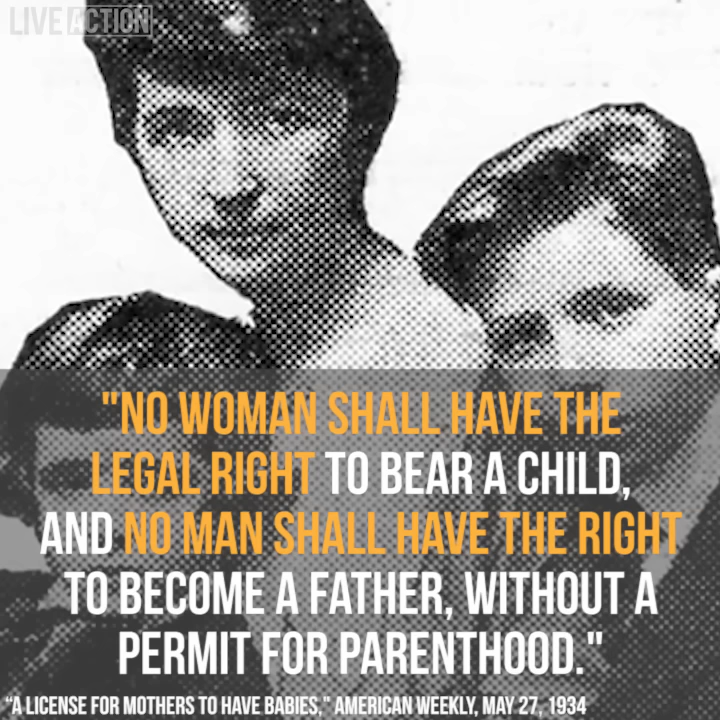 LIVE ACTION
"NO WOMAN SHALL HAVE THE
LEGAL RIGHT TO BEAR A CHILD,
AND NO MAN SHALL HAVE THE RIGHT
TO BECOME A FATHER, WITHOUT A
PERMIT FOR PARENTHOOD."
“A LICENSE FOR MOTHERS TO HAVE BABIES," AMERICAN WEEKLY, MAY 27, 1934